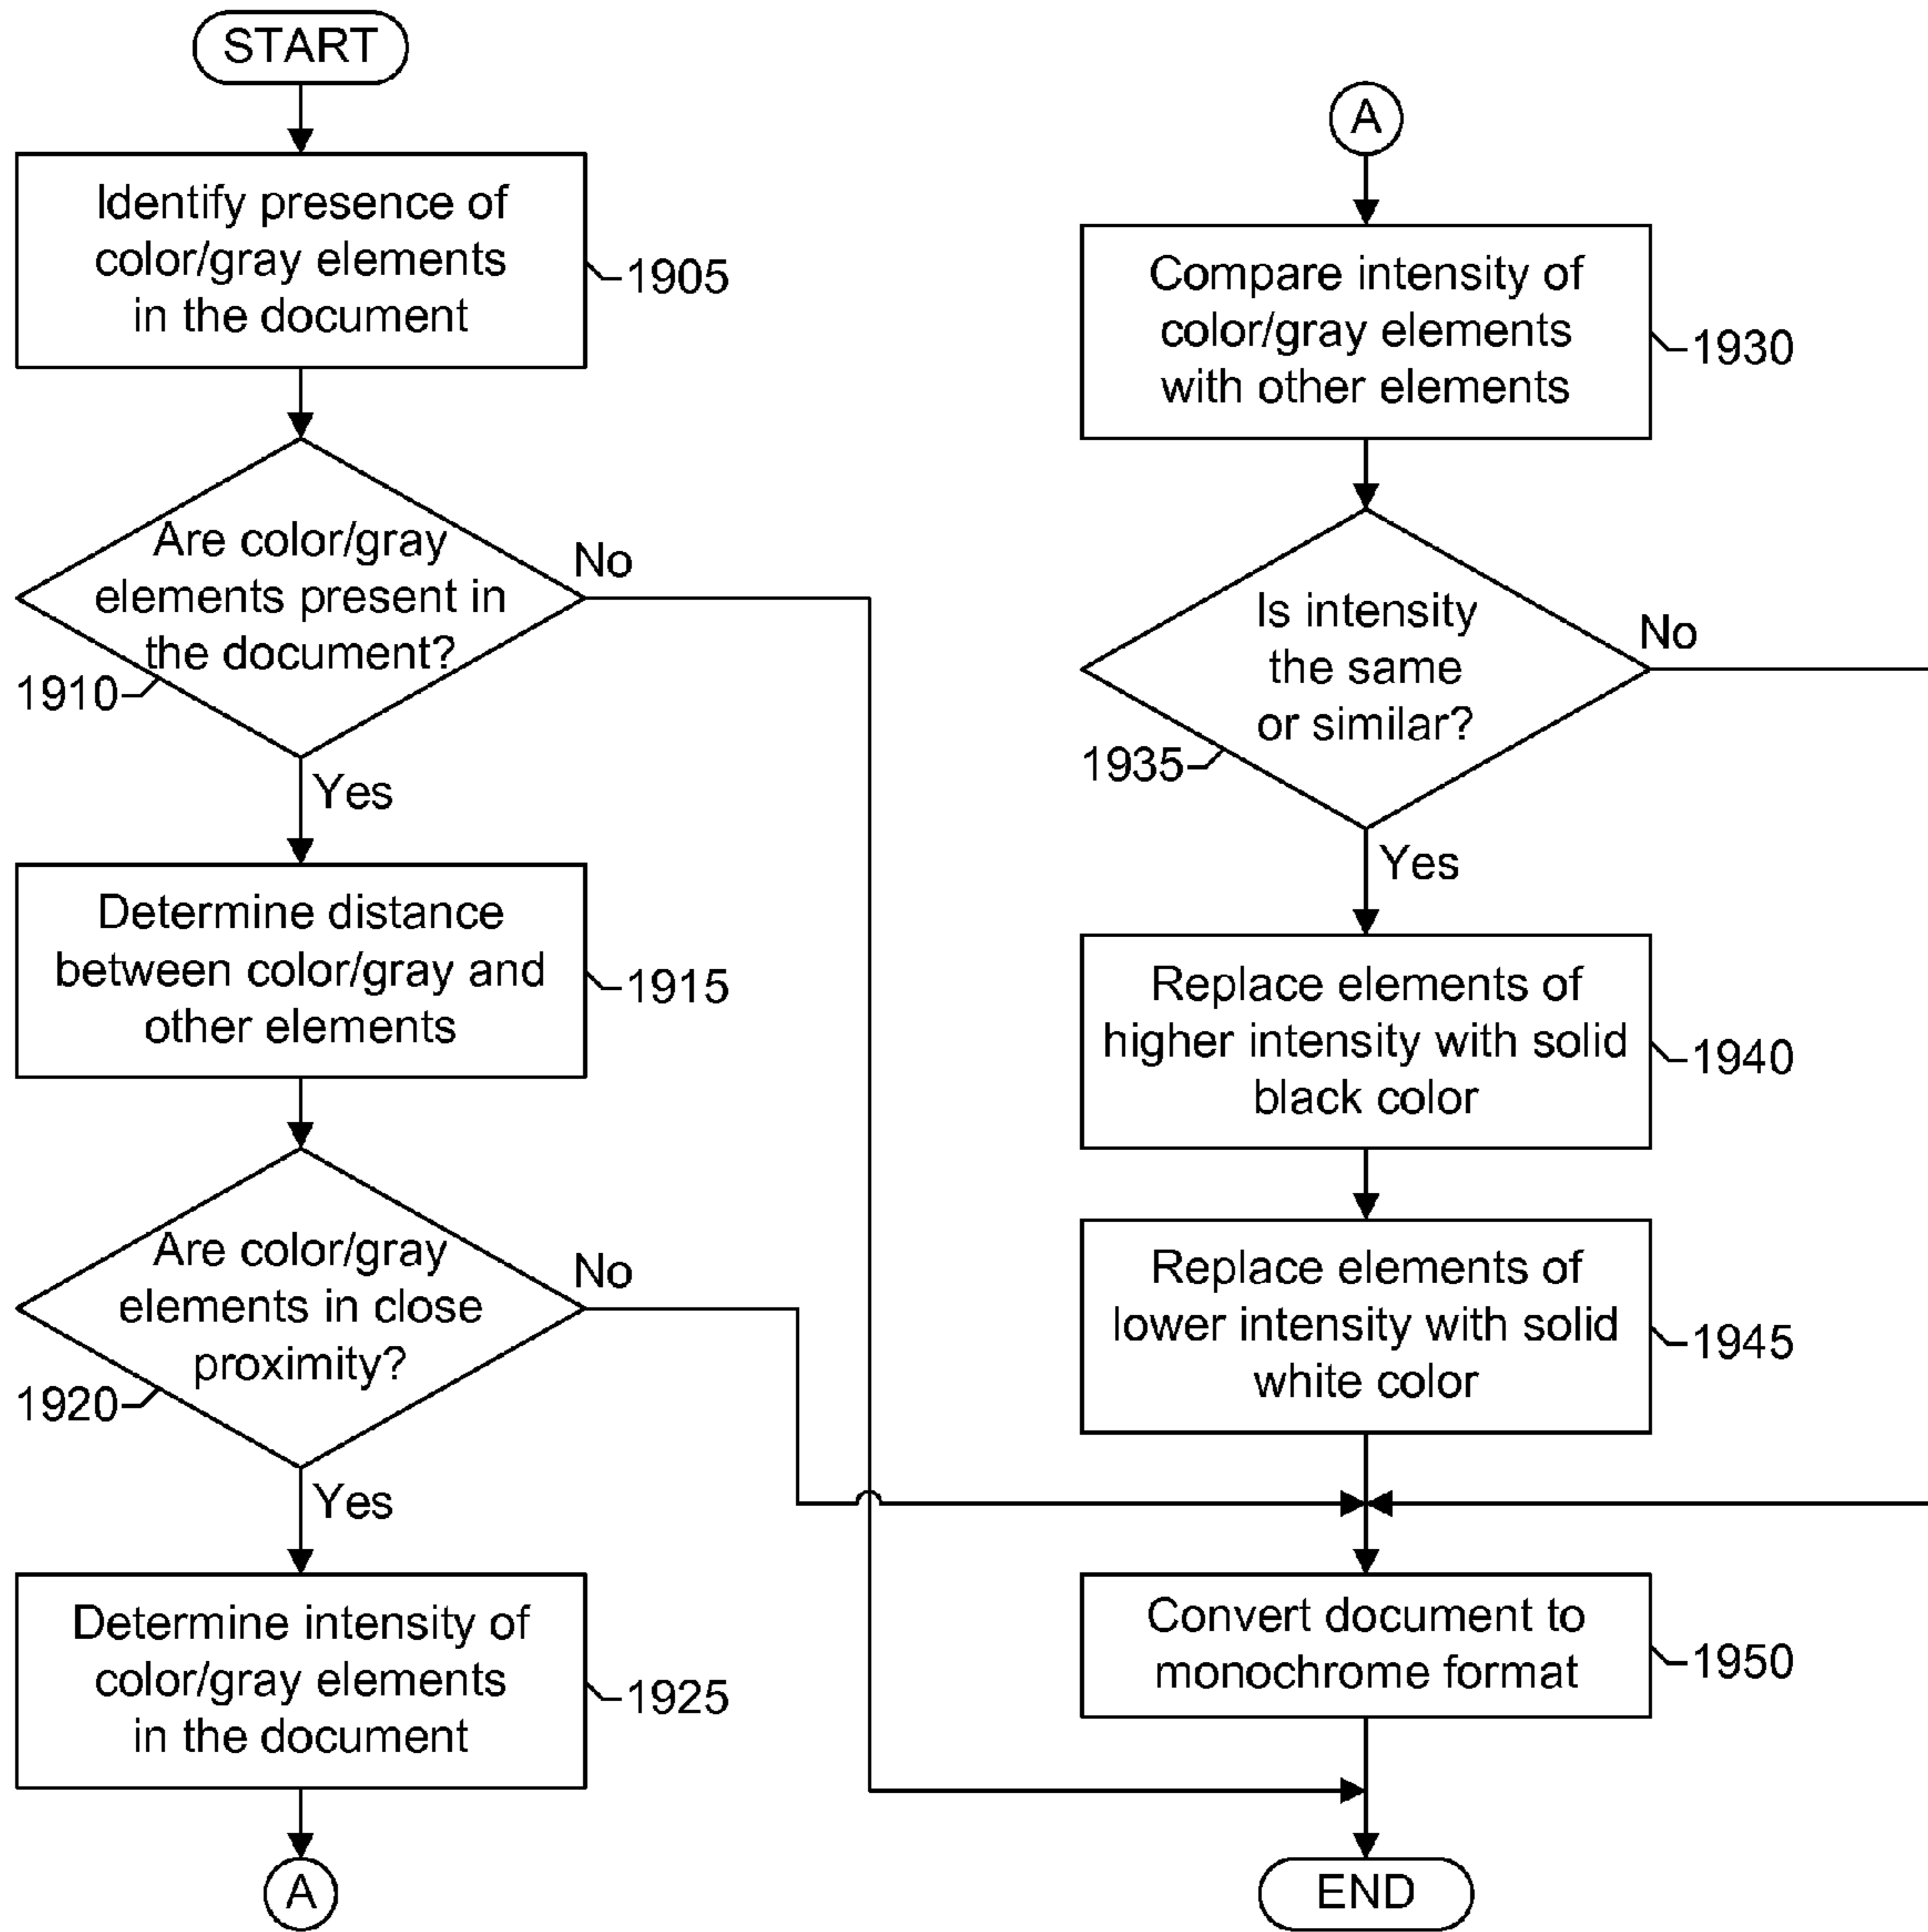 START
Identify presence of
color/gray elements
in the document
1905
Are color/gray
elements present in
the document?
1910
No
Yes
Determine distance
between color/gray and
other elements
1915
Are color/gray
elements in close
proximity?
1920
No
Yes
Determine intensity of
color/gray elements
in the document
1925
A
A
Compare intensity of
color/gray elements
with other elements
1930
Is intensity
the same
or similar?
1935
No
Yes
Replace elements of
higher intensity with solid
black color
1940
Replace elements of
lower intensity with solid
white color
1945
Convert document to
monochrome format
1950
END